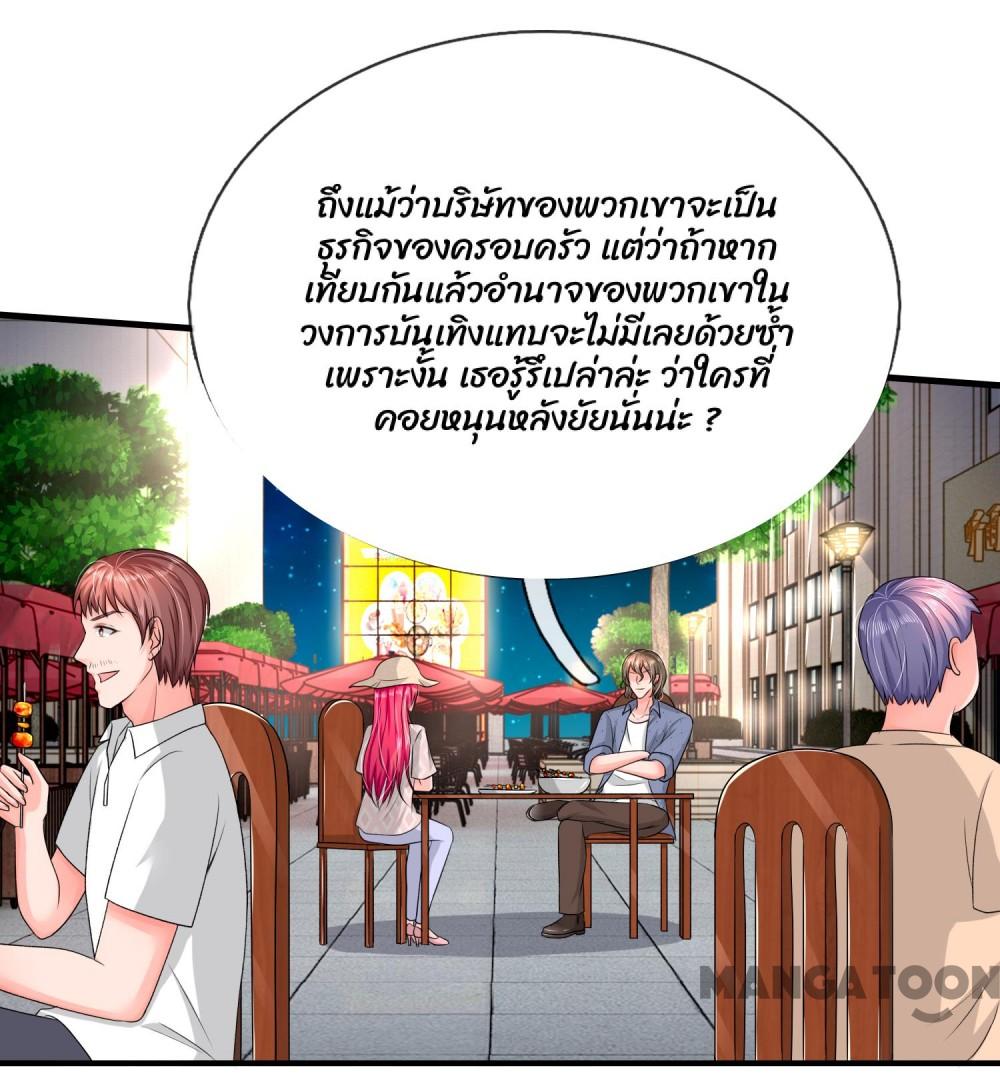 ถึงแม้ว่าบริษัทของพวกเขาจะเป็น
ธุรกิจของครอบครัว แต่ว่าถ้าหาก
เทียบกันแล้วอำนาจของพวกเขาใน
วงการบันเทิงแทบจะไม่มีเลยด้วยซ้ำ
เพราะงั้น เธอรู้รึเปล่าล่ะ ว่าใครที่
คอยหนุนหลังยัยนั่นน่ะ ?
MANGATOON